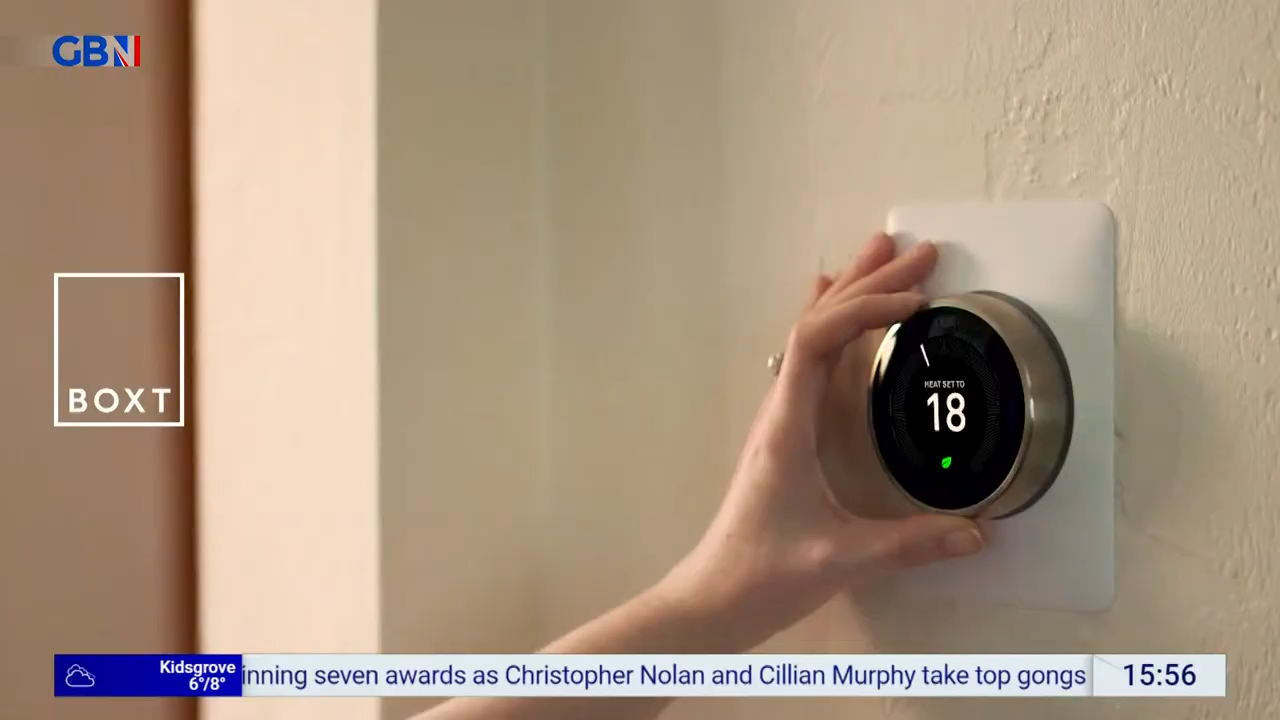 GBN
BOXT
HEAT SET TO
18
Kidsgrove
6°/8°
inning seven awards as Christopher Nolan and Cillian Murphy take top gongs
15:56